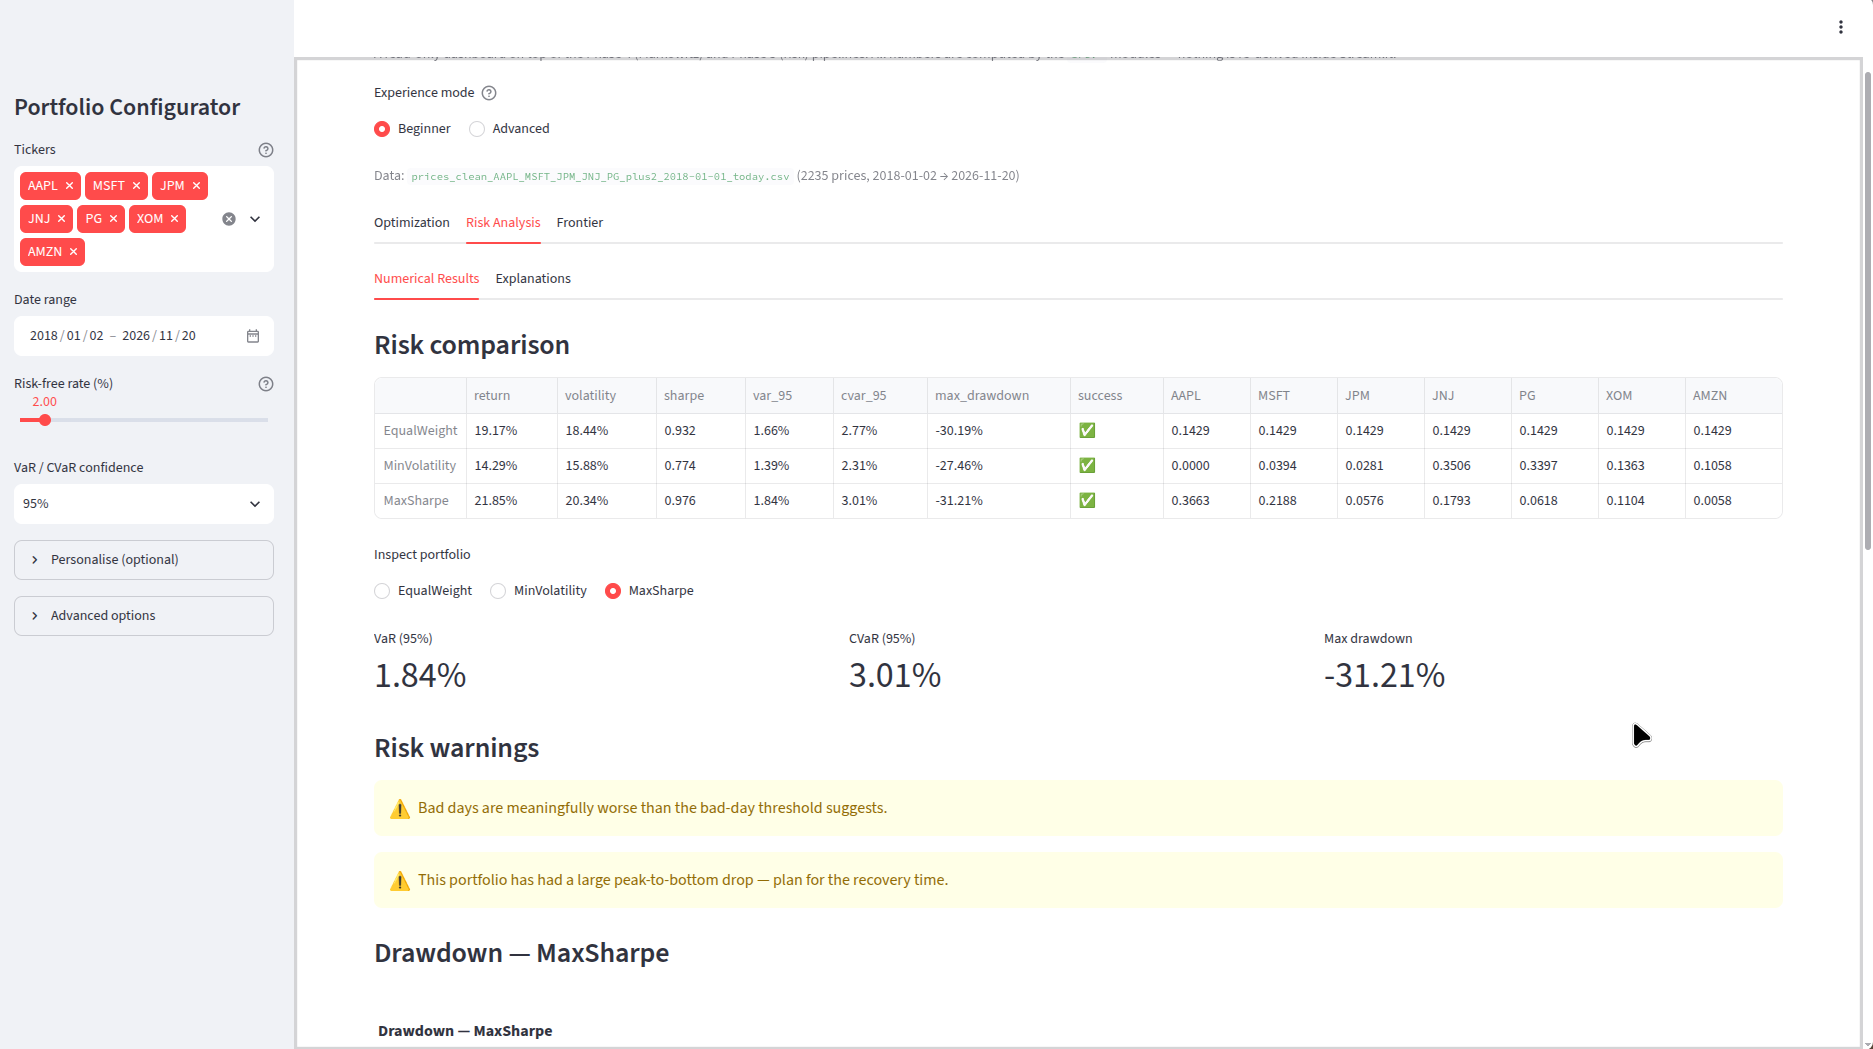 Portfolio Configurator
Tickers
AAPL
MSFT
JPM
JNJ
PG
XOM
AMZN
Date range
2018/01/02 – 2026/11/20
Risk-free rate (%)
2.00
VaR / CVaR confidence
95%
Personalise (optional)
Advanced options
Experience mode
Beginner Advanced
Data: prices_clean_AAPL_MSFT_JPM_JNJ_PG_plus2_2018-01-01_today.csv (2235 prices, 2018-01-02 → 2026-11-20)
Optimization Risk Analysis Frontier
Numerical Results Explanations
Risk comparison
return volatility sharpe var_95 cvar_95 max_drawdown success AAPL MSFT JPM JNJ PG XOM AMZN
EqualWeight 19.17% 18.44% 0.932 1.66% 2.77% -30.19% ✅ 0.1429 0.1429 0.1429 0.1429 0.1429 0.1429 0.1429
MinVolatility 14.29% 15.88% 0.774 1.39% 2.31% -27.46% ✅ 0.0000 0.0394 0.0281 0.3506 0.3397 0.1363 0.1058
MaxSharpe 21.85% 20.34% 0.976 1.84% 3.01% -31.21% ✅ 0.3663 0.2188 0.0576 0.1793 0.0618 0.1104 0.0058
Inspect portfolio
EqualWeight MinVolatility MaxSharpe
VaR (95%) CVaR (95%) Max drawdown
1.84% 3.01% -31.21%
Risk warnings
⚠️ Bad days are meaningfully worse than the bad-day threshold suggests.
⚠️ This portfolio has had a large peak-to-bottom drop — plan for the recovery time.
Drawdown — MaxSharpe
Drawdown — MaxSharpe